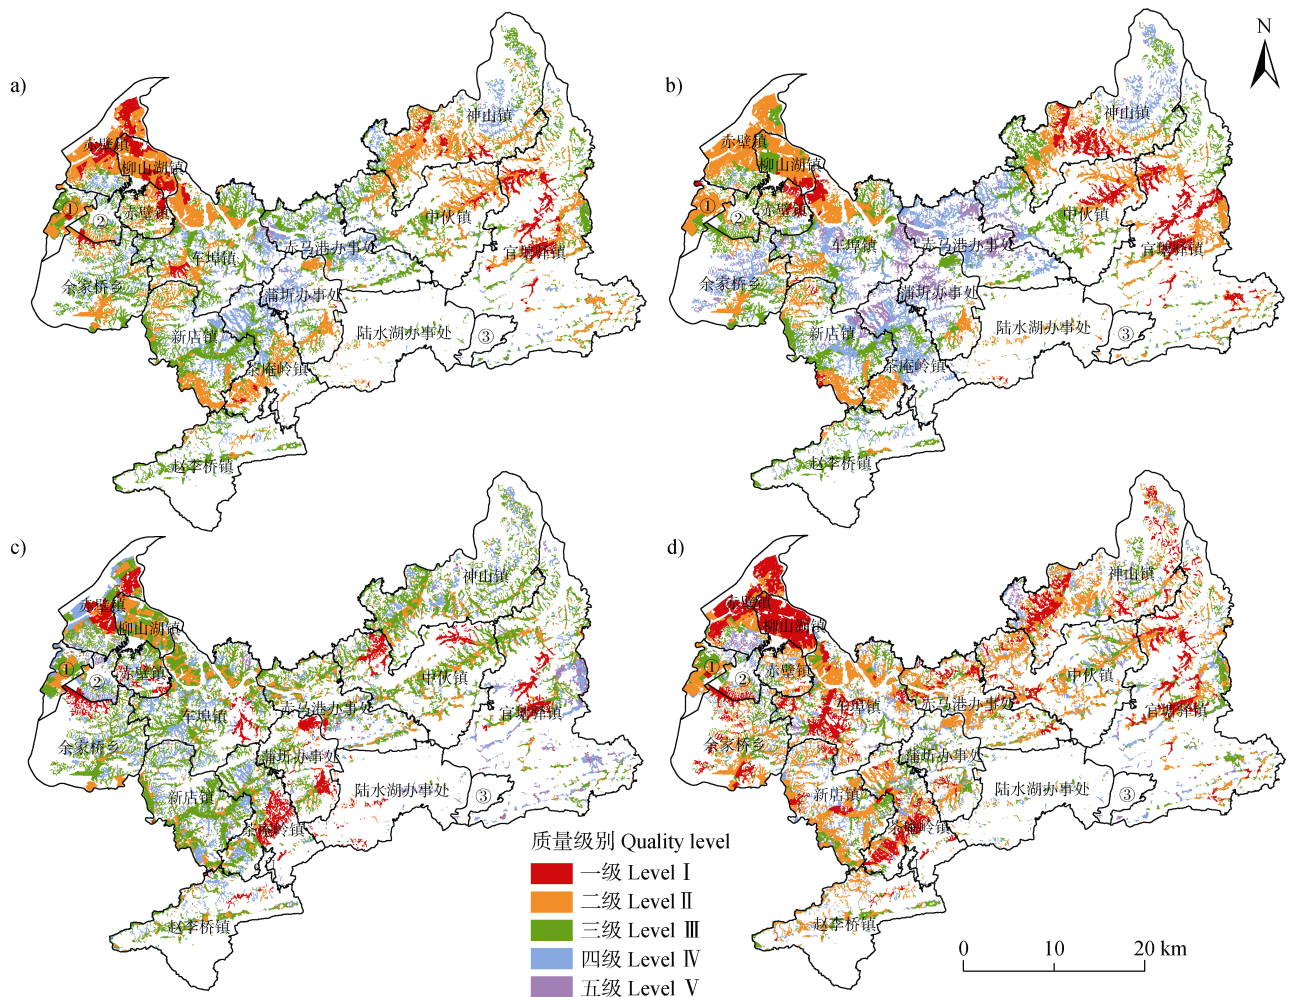 a)
神山镇
赤壁镇
柳山湖镇
①
②
赤壁镇
中伙镇
车埠镇
赤马港办事处
官塘驿镇
余家桥乡
蒲圻办事处
新店镇
陆水湖办事处
③
茶庵岭镇
赵李桥镇
b)
N
神山镇
赤壁镇
柳山湖镇
①
②
赤壁镇
中伙镇
车埠镇
赤马港办事处
官塘驿镇
余家桥乡
蒲圻办事处
新店镇
陆水湖办事处
③
茶庵岭镇
赵李桥镇
c)
神山镇
赤壁镇
柳山湖镇
①
②
赤壁镇
中伙镇
车埠镇
赤马港办事处
官塘驿镇
余家桥乡
蒲圻办事处
新店镇
陆水湖办事处
③
茶庵岭镇
赵李桥镇
d)
神山镇
赤壁镇
柳山湖镇
①
②
赤壁镇
中伙镇
车埠镇
赤马港办事处
官塘驿镇
余家桥乡
蒲圻办事处
新店镇
陆水湖办事处
③
茶庵岭镇
赵李桥镇
质量级别 Quality level
一级 Level Ⅰ
二级 Level Ⅱ
三级 Level Ⅲ
四级 Level Ⅳ
五级 Level Ⅴ
0 10 20 km